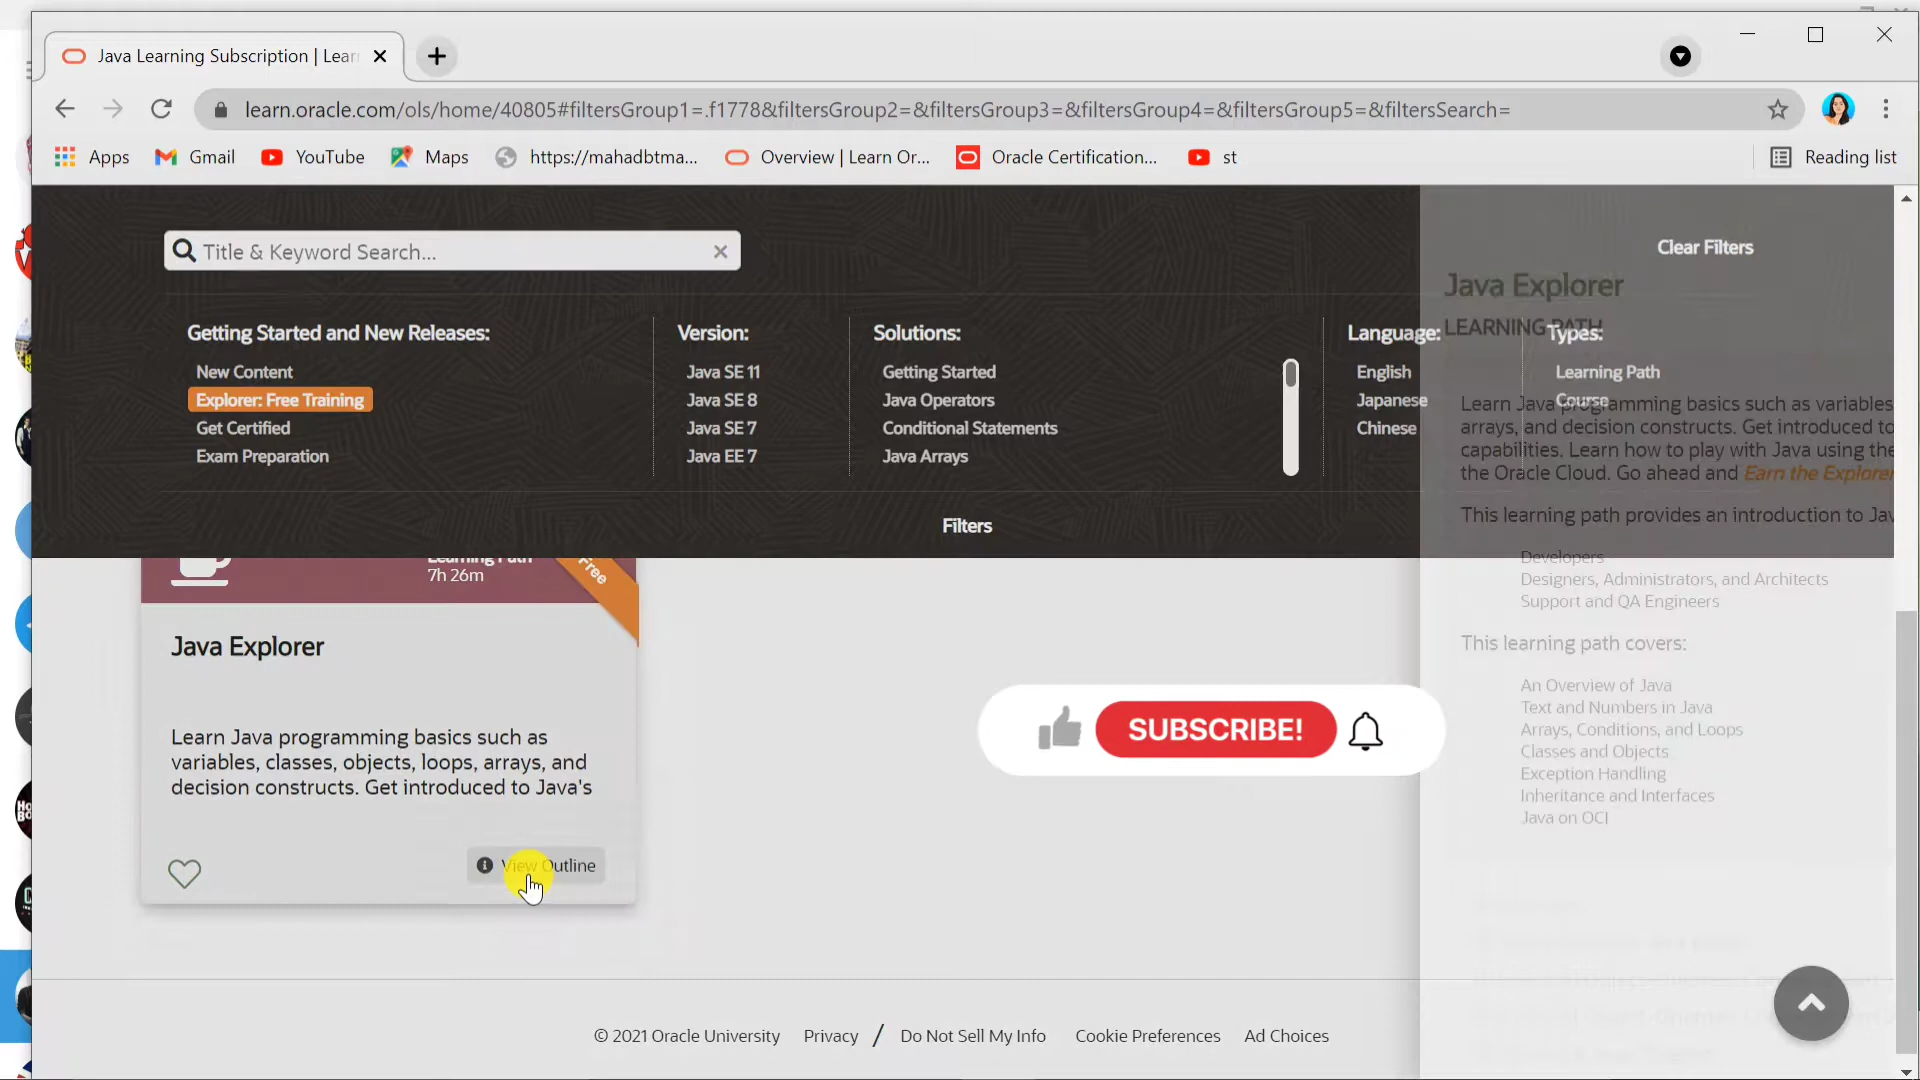 Java Learning Subscription | Lear
learn.oracle.com/ols/home/40805#filtersGroup1=.f1778&filtersGroup2=&filtersGroup3=&filtersGroup4=&filtersGroup5=&filtersSearch=
Apps
Gmail
YouTube
Maps
https://mahadbtma...
Overview | Learn Or...
Oracle Certification...
st
Reading list
Title & Keyword Search...
Clear Filters
Getting Started and New Releases:
New Content
Explorer: Free Training
Get Certified
Exam Preparation
Version:
Java SE 11
Java SE 8
Java SE 7
Java EE 7
Solutions:
Getting Started
Java Operators
Conditional Statements
Java Arrays
Language:
English
Japanese
Chinese
Types:
Learning Path
Course
Filters
Java Explorer
LEARNING PATH
Learn Java programming basics such as variables
arrays, and decision constructs. Get introduced to
capabilities. Learn how to play with Java using the
the Oracle Cloud. Go ahead and Earn the Explorer
This learning path provides an introduction to Jav
Developers
Designers, Administrators, and Architects
Support and QA Engineers
This learning path covers:
An Overview of Java
Text and Numbers in Java
Arrays, Conditions, and Loops
Classes and Objects
Exception Handling
Inheritance and Interfaces
Java on OCI
Learning Path
7h 26m
Free
Java Explorer
Learn Java programming basics such as
variables, classes, objects, loops, arrays, and
decision constructs. Get introduced to Java's
View Outline
SUBSCRIBE!
© 2021 Oracle University
Privacy
/
Do Not Sell My Info
Cookie Preferences
Ad Choices